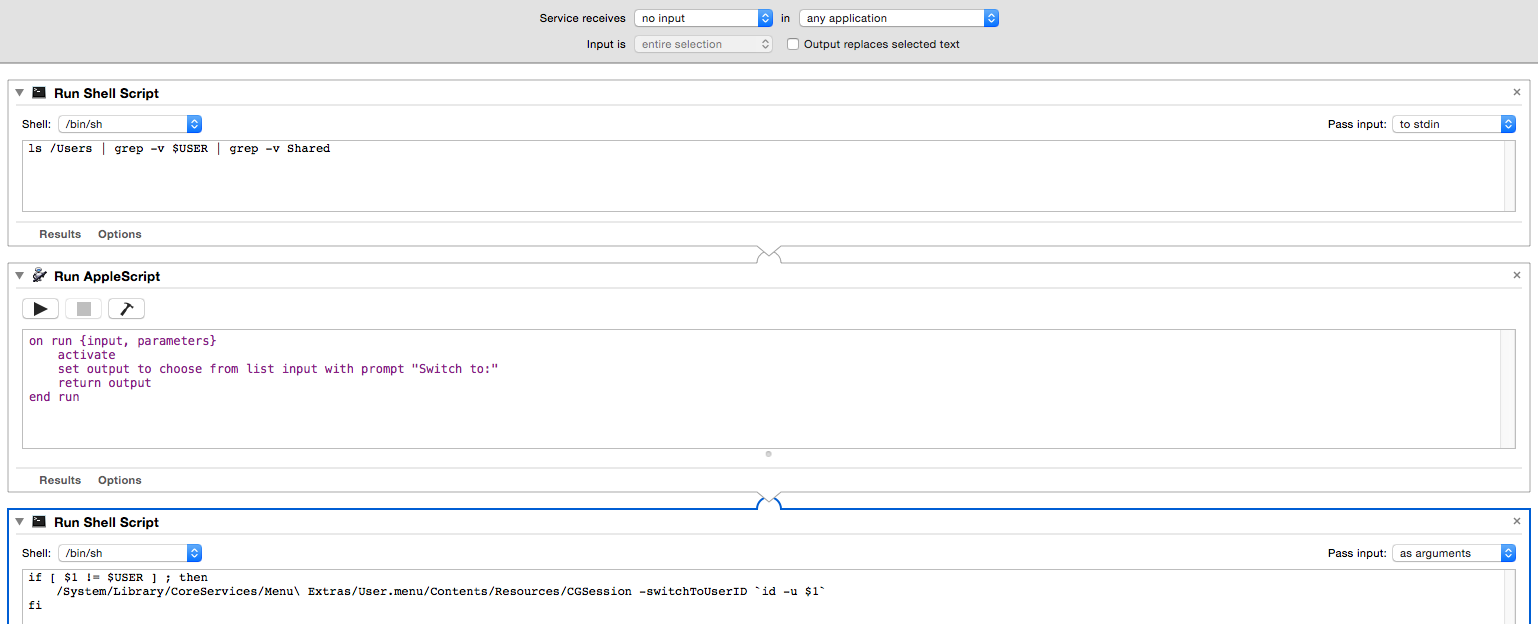 Service receives no input in any application
Input is entire selection Output replaces selected text
Run Shell Script
Shell: /bin/sh Pass input: to stdin
ls /Users | grep -v $USER | grep -v Shared
Results Options
Run AppleScript
on run {input, parameters}
    activate
    set output to choose from list input with prompt "Switch to:"
    return output
end run
Results Options
Run Shell Script
Shell: /bin/sh Pass input: as arguments
if [ $1 != $USER ] ; then
    /System/Library/CoreServices/Menu\ Extras/User.menu/Contents/Resources/CGSession -switchToUserID `id -u $1`
fi